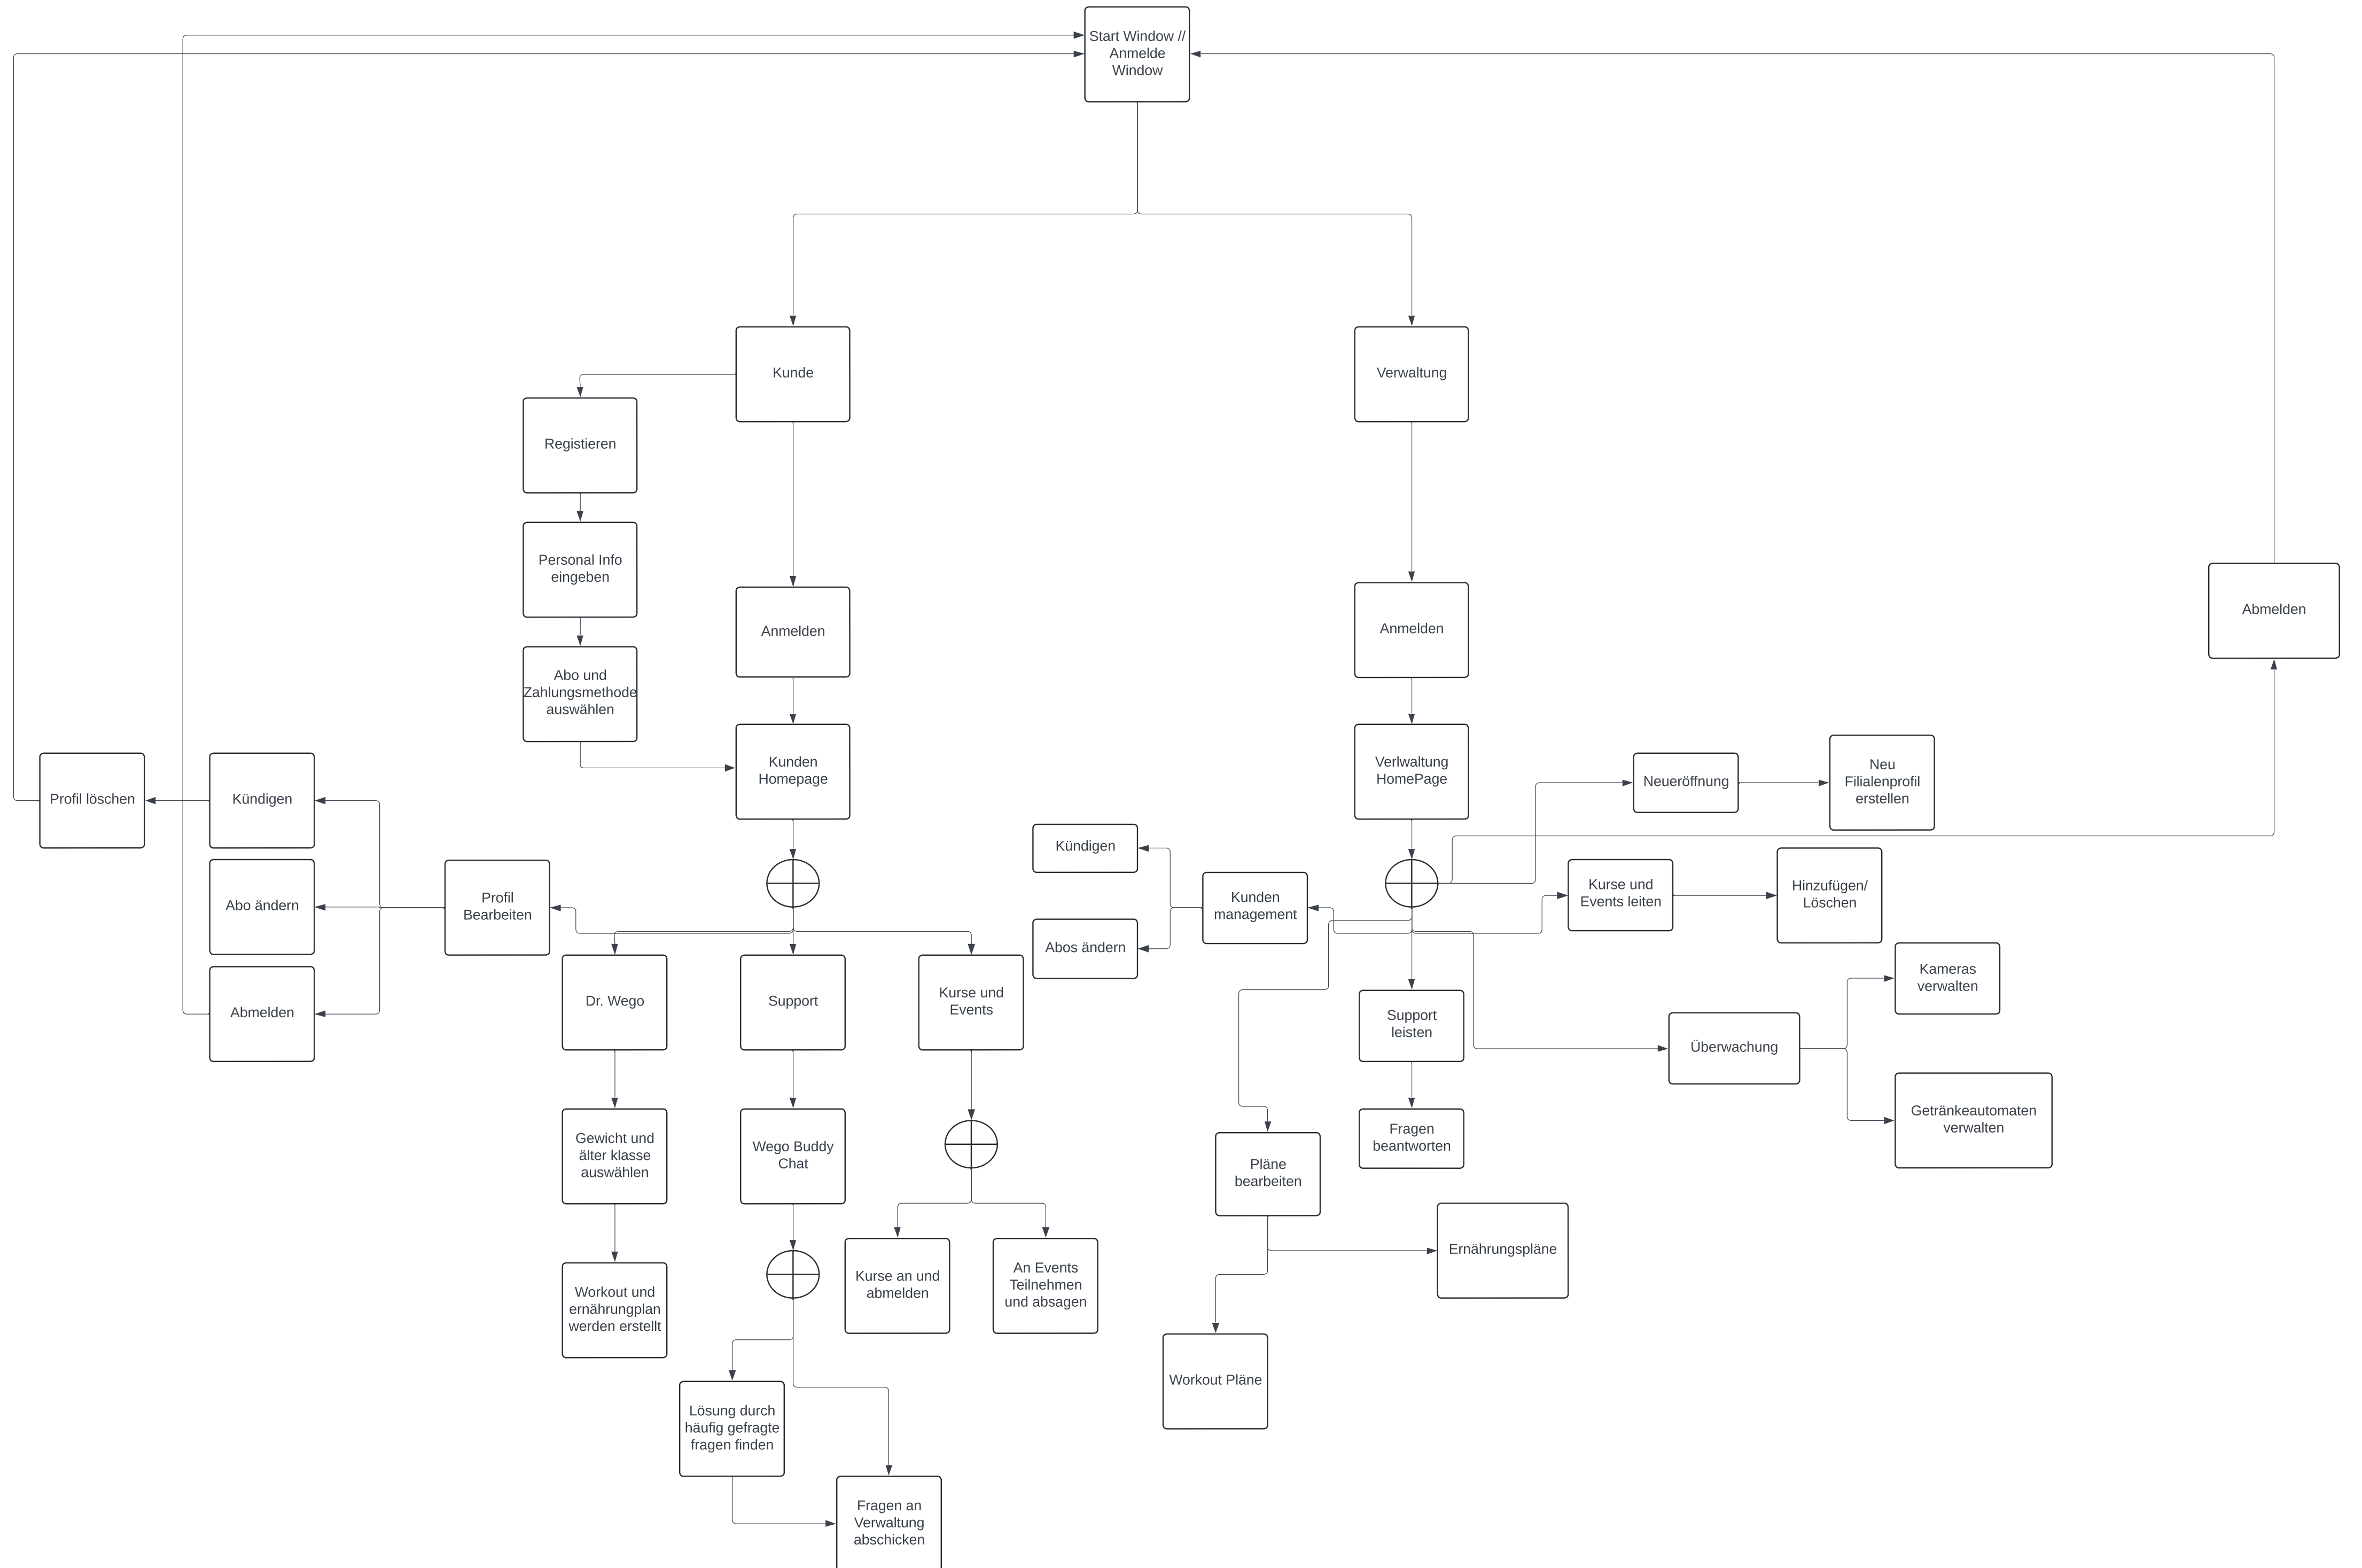 Start Window //
Anmelde
Window
Kunde
Verwaltung
Registieren
Personal Info
eingeben
Anmelden
Anmelden
Abmelden
Abo und
Zahlungsmethode
auswählen
Kunden
Homepage
Verlwaltung
HomePage
Neueröffnung
Neu
Filialenprofil
erstellen
Profil löschen
Kündigen
Kündigen
Abo ändern
Profil
Bearbeiten
Kunden
management
Kurse und
Events leiten
Hinzufügen/
Löschen
Abos ändern
Abmelden
Dr. Wego
Support
Kurse und
Events
Support
leisten
Überwachung
Kameras
verwalten
Getränkeautomaten
verwalten
Gewicht und
älter klasse
auswählen
Wego Buddy
Chat
Fragen
beantworten
Pläne
bearbeiten
Ernährungspläne
Kurse an und
abmelden
An Events
Teilnehmen
und absagen
Workout und
ernährungplan
werden erstellt
Workout Pläne
Lösung durch
häufig gefragte
fragen finden
Fragen an
Verwaltung
abschicken